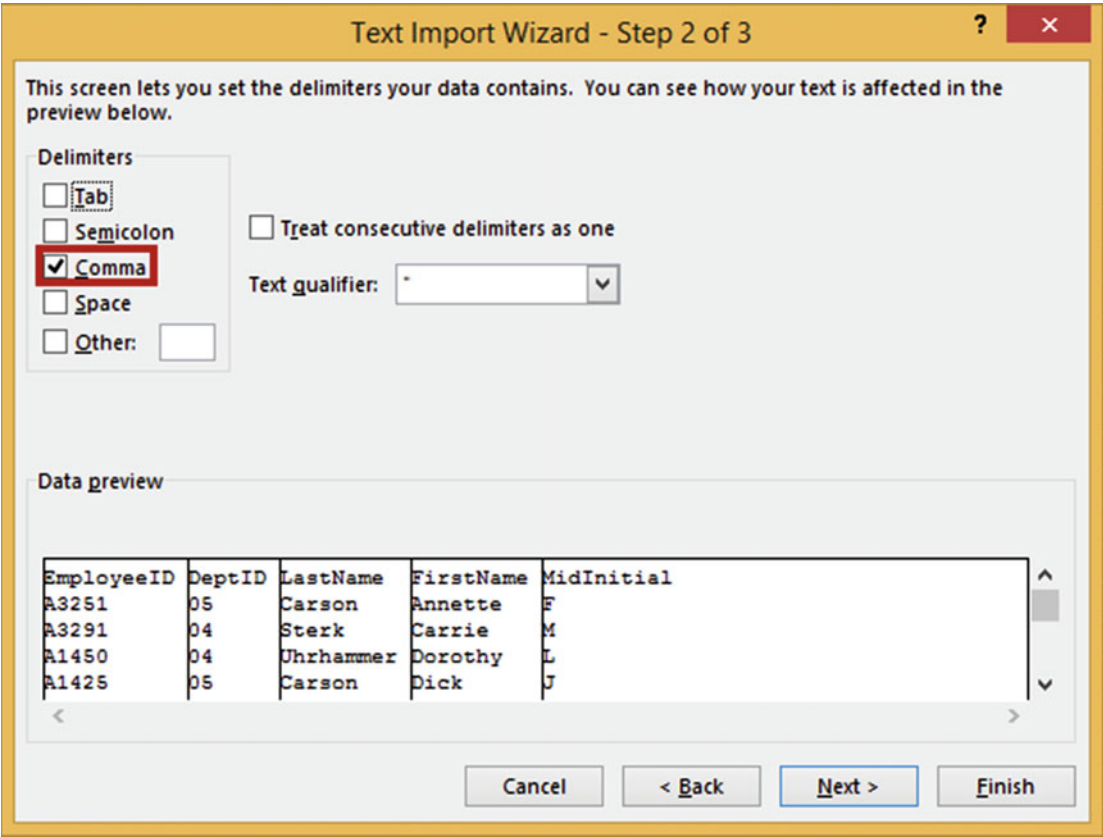 Text Import Wizard - Step 2 of 3
?
This screen lets you set the delimiters your data contains. You can see how your text is affected in the
preview below.
Delimiters
Tab
Semicolon
Comma
Space
Other:
Treat consecutive delimiters as one
Text qualifier: "
Data preview
EmployeeID DeptID LastName FirstName MidInitial
A3251 05 Carson Annette F
A3291 04 Sterk Carrie M
A1450 04 Uhrhammer Dorothy L
A1425 05 Carson Dick J
Cancel < Back Next > Finish